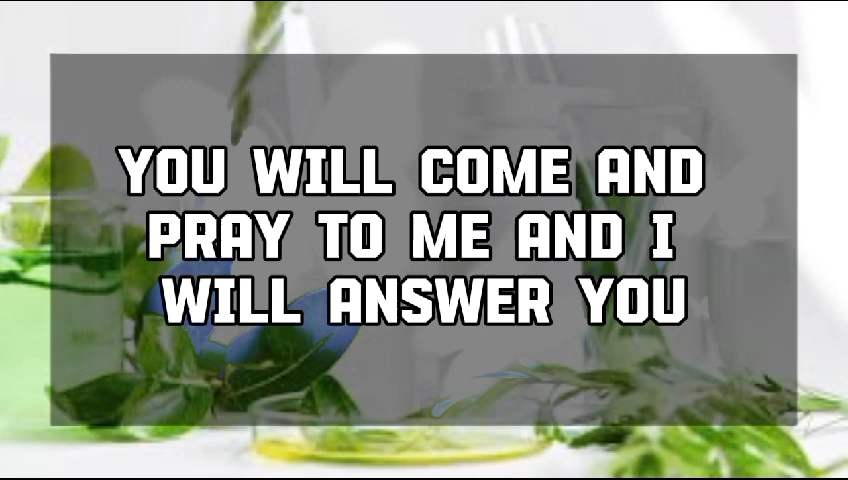 YOU WILL COME AND
PRAY TO ME AND I
WILL ANSWER YOU